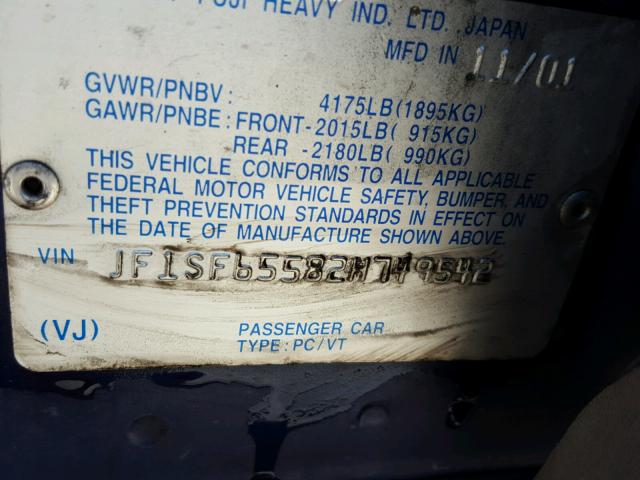 FUJI HEAVY IND. LTD. JAPAN
MFD IN 11/01
GVWR/PNBV: 4175LB(1895KG)
GAWR/PNBE: FRONT-2015LB( 915KG)
REAR -2180LB( 990KG)
THIS VEHICLE CONFORMS TO ALL APPLICABLE
FEDERAL MOTOR VEHICLE SAFETY, BUMPER, AND
THEFT PREVENTION STANDARDS IN EFFECT ON
THE DATE OF MANUFACTURE SHOWN ABOVE.
VIN JF1SF65582H749542
(VJ) PASSENGER CAR
TYPE: PC/VT